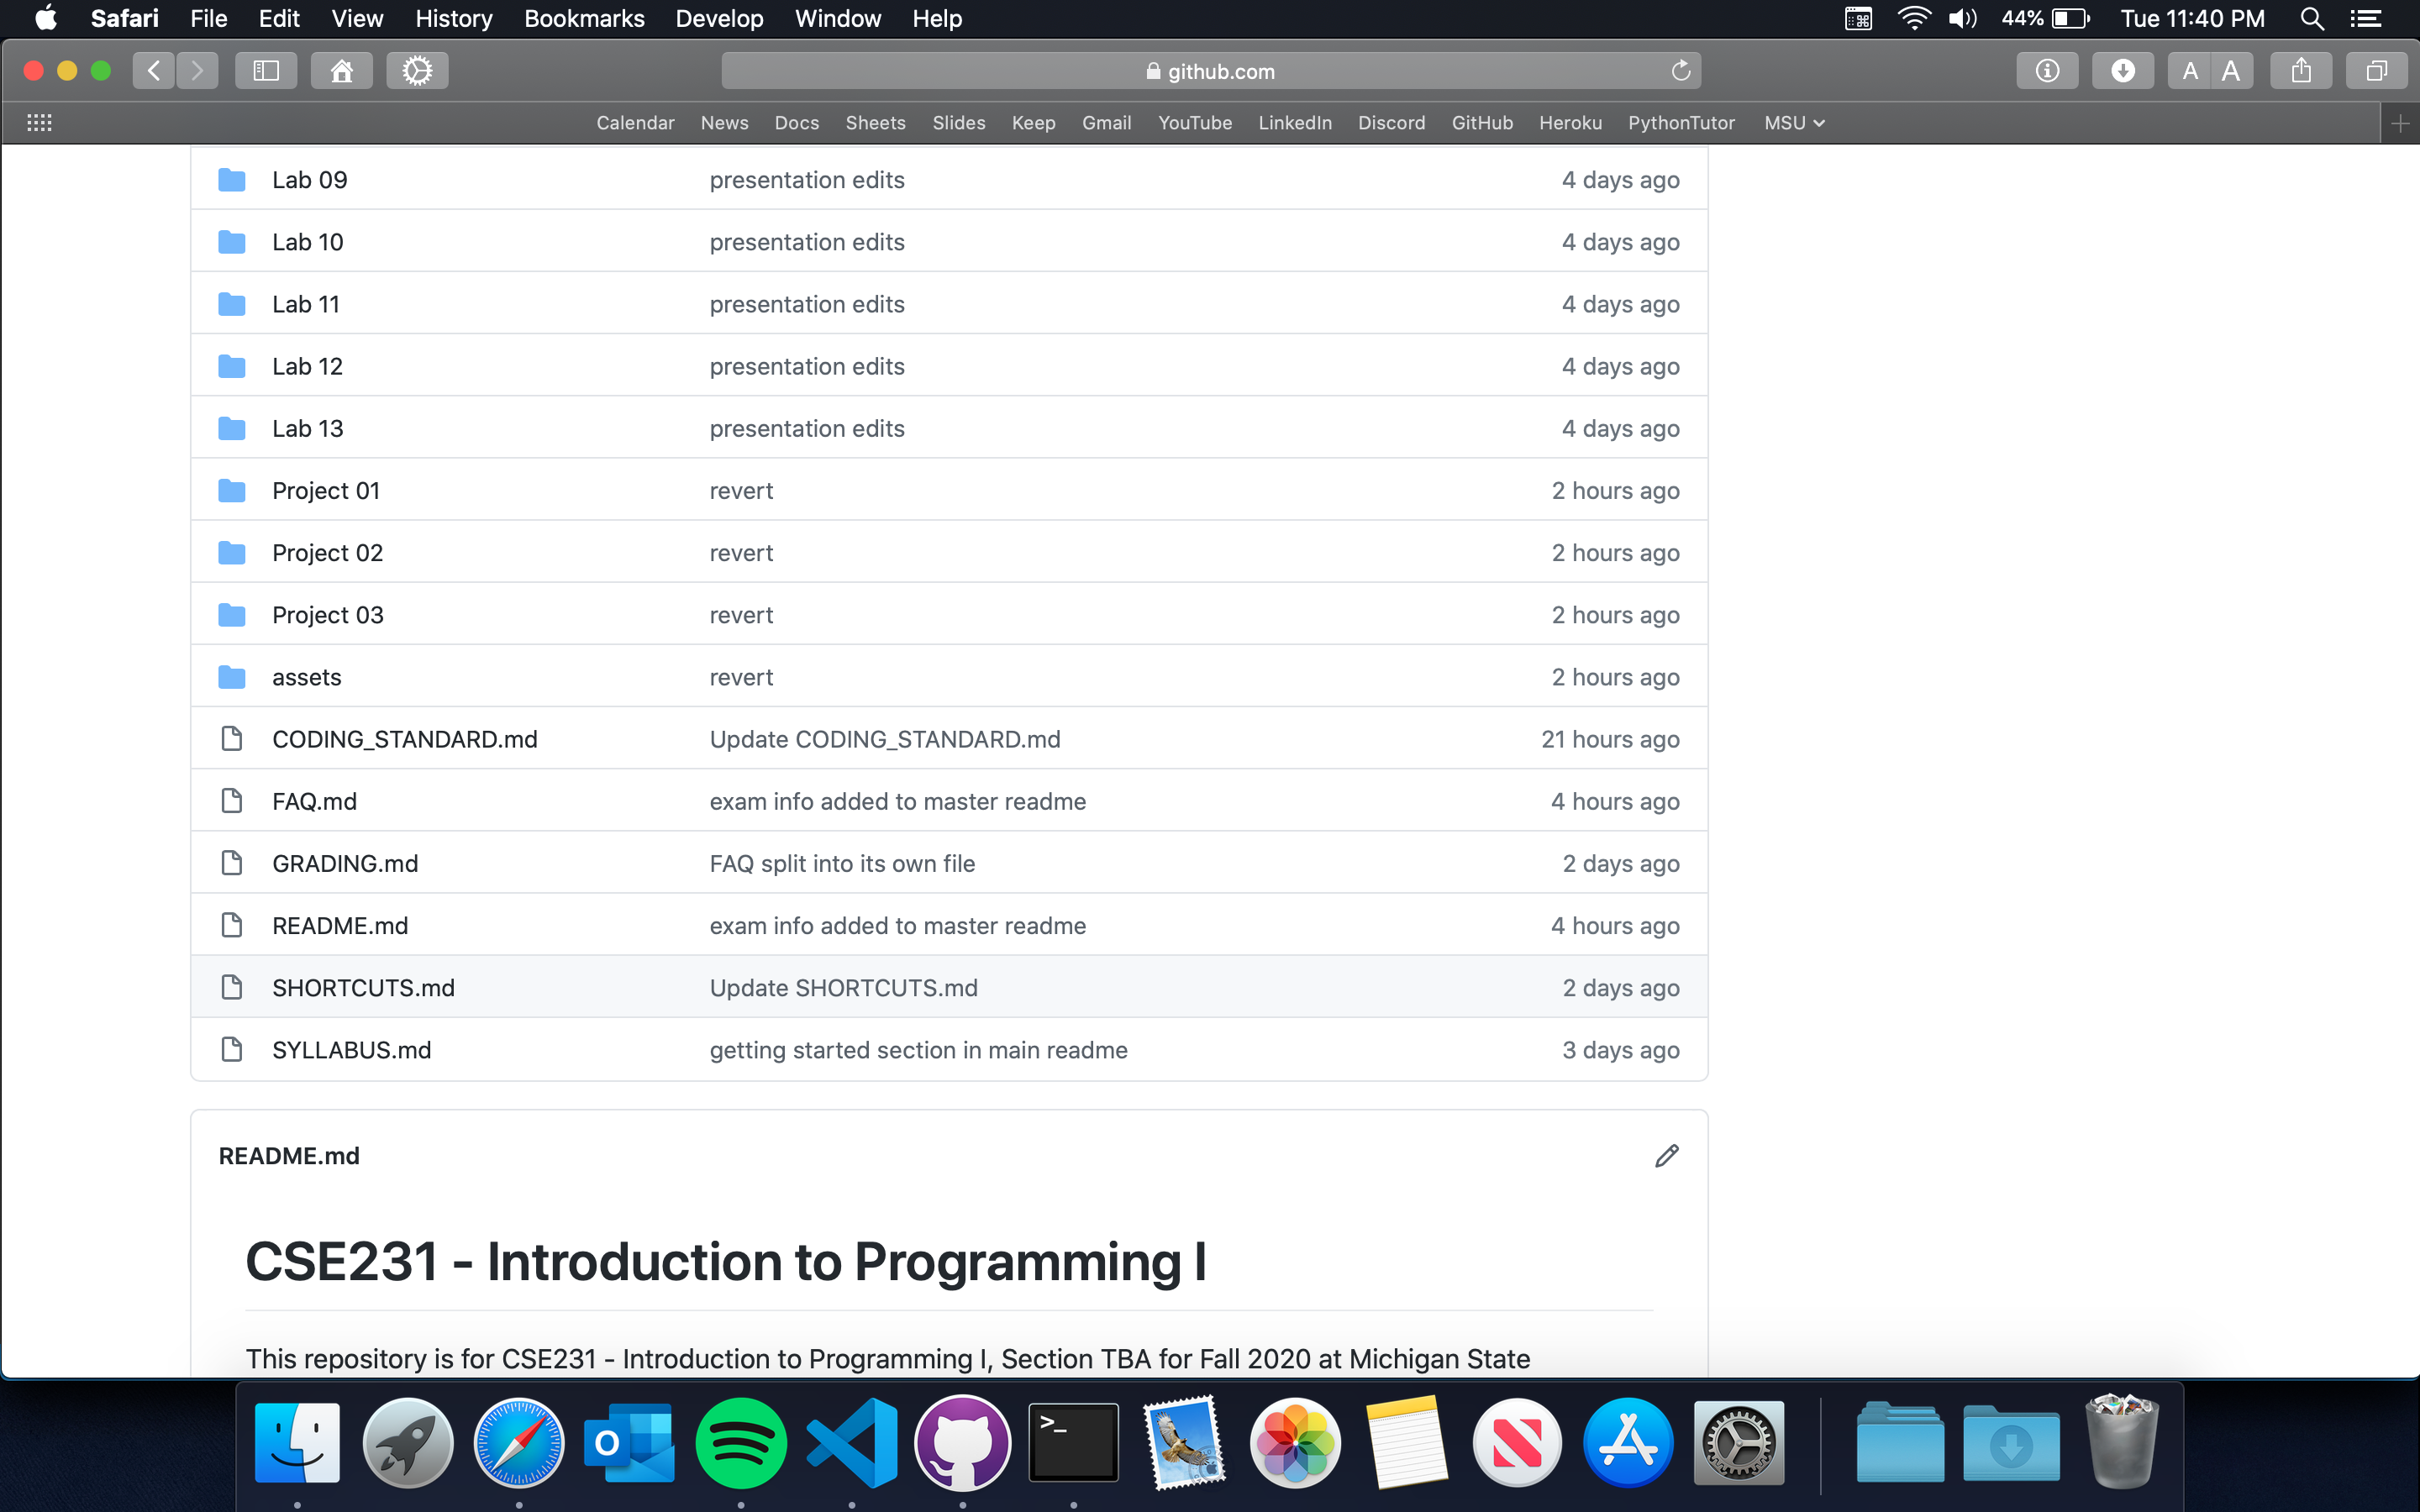 Safari File Edit View History Bookmarks Develop Window Help 44% Tue 11:40 PM
github.com A A
Calendar News Docs Sheets Slides Keep Gmail YouTube LinkedIn Discord GitHub Heroku PythonTutor MSU
Lab 09 presentation edits 4 days ago
Lab 10 presentation edits 4 days ago
Lab 11 presentation edits 4 days ago
Lab 12 presentation edits 4 days ago
Lab 13 presentation edits 4 days ago
Project 01 revert 2 hours ago
Project 02 revert 2 hours ago
Project 03 revert 2 hours ago
assets revert 2 hours ago
CODING_STANDARD.md Update CODING_STANDARD.md 21 hours ago
FAQ.md exam info added to master readme 4 hours ago
GRADING.md FAQ split into its own file 2 days ago
README.md exam info added to master readme 4 hours ago
SHORTCUTS.md Update SHORTCUTS.md 2 days ago
SYLLABUS.md getting started section in main readme 3 days ago
README.md
CSE231 - Introduction to Programming I
This repository is for CSE231 - Introduction to Programming I, Section TBA for Fall 2020 at Michigan State
O >_